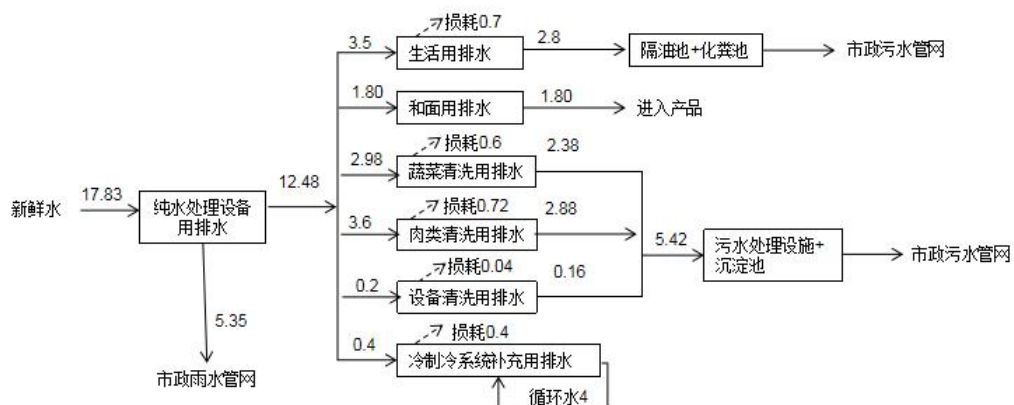 损耗0.7
3.5
生活用排水
2.8
隔油池+化粪池
市政污水管网
1.80
和面用排水
1.80
进入产品
损耗0.6
2.98
蔬菜清洗用排水
2.38
新鲜水
17.83
纯水处理设备
用排水
12.48
损耗0.72
3.6
肉类清洗用排水
2.88
5.42
污水处理设施+
沉淀池
市政污水管网
损耗0.04
0.2
设备清洗用排水
0.16
5.35
市政雨水管网
损耗0.4
0.4
冷制冷系统补充用排水
循环水4